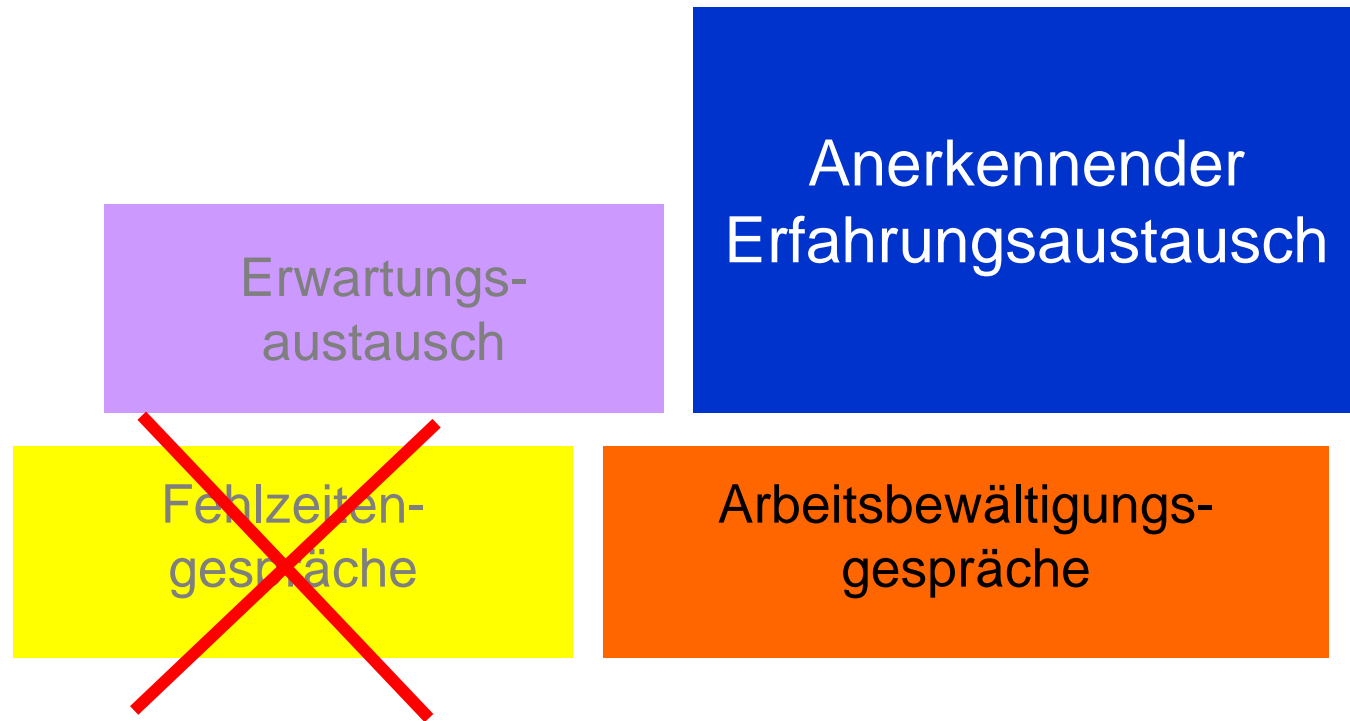 Anerkennender
Erfahrungsaustausch
Erwartungs-
austausch
Fehlzeiten-
gespräche
Arbeitsbewältigungs-
gespräche